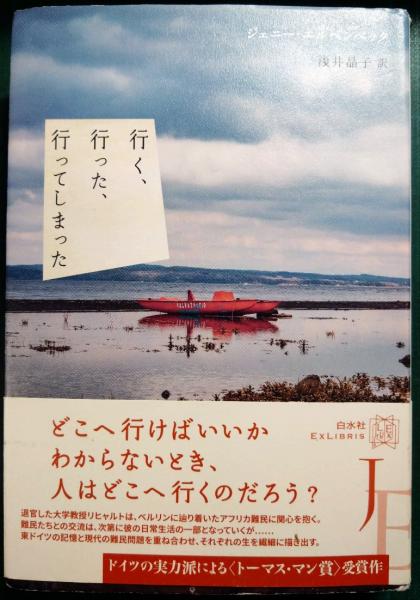 ジェニー・エルペンベック
浅井晶子 訳
行く、
行った、
行ってしまった
白水社
EXLIBRIS
どこへ行けばいいか
わからないとき、
人はどこへ行くのだろう？
退官した大学教授リヒャルトは、ベルリンに辿り着いたアフリカ難民に関心を抱く。
難民たちとの交流は、次第に彼の日常生活の一部となっていくが……
東ドイツの記憶と現代の難民問題を重ね合わせ、それぞれの生を繊細に描き出す。
JE
ドイツの実力派による〈トーマス・マン賞〉受賞作